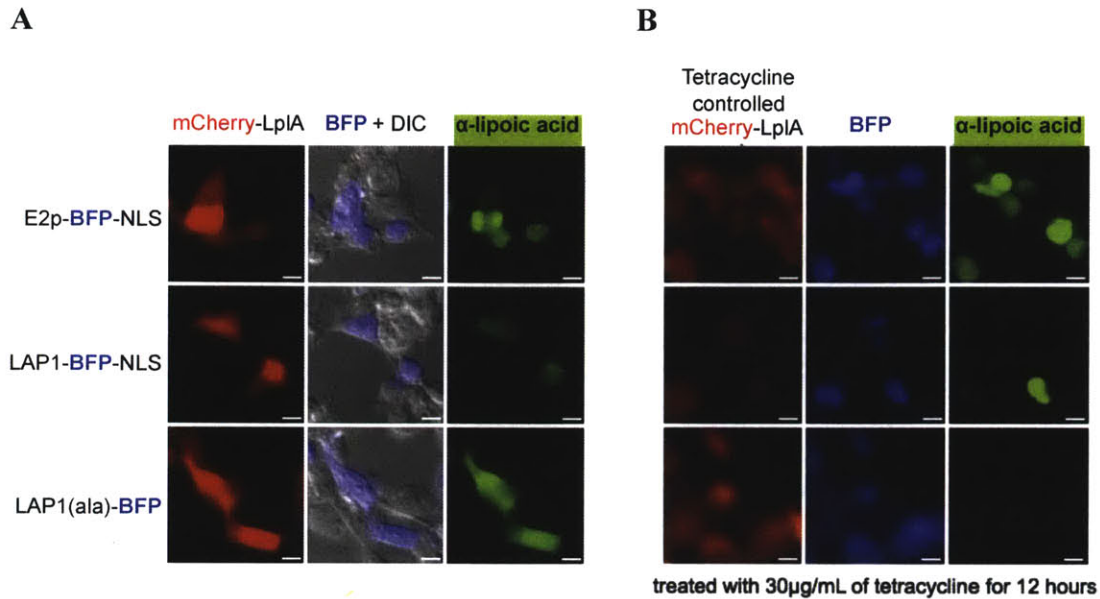 A
B
mCherry-LplA
BFP + DIC
α-lipoic acid
Tetracycline
controlled
mCherry-LplA
BFP
α-lipoic acid
E2p-BFP-NLS
LAP1-BFP-NLS
LAP1(ala)-BFP
treated with 30µg/mL of tetracycline for 12 hours